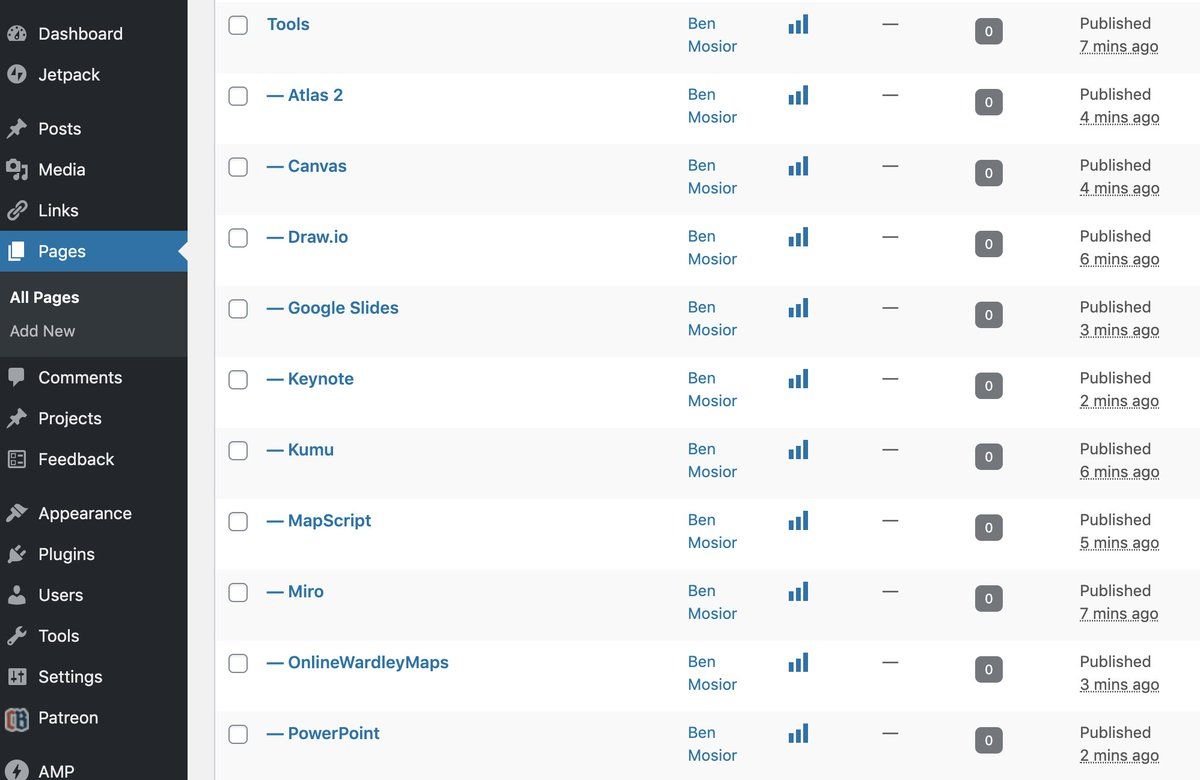 Dashboard
Jetpack
Posts
Media
Links
Pages
All Pages
Add New
Comments
Projects
Feedback
Appearance
Plugins
Users
Tools
Settings
Patreon
AMP
Tools
Ben
Mosior
—
0
Published
7 mins ago
— Atlas 2
Ben
Mosior
—
0
Published
4 mins ago
— Canvas
Ben
Mosior
—
0
Published
4 mins ago
— Draw.io
Ben
Mosior
—
0
Published
6 mins ago
— Google Slides
Ben
Mosior
—
0
Published
3 mins ago
— Keynote
Ben
Mosior
—
0
Published
2 mins ago
— Kumu
Ben
Mosior
—
0
Published
6 mins ago
— MapScript
Ben
Mosior
—
0
Published
5 mins ago
— Miro
Ben
Mosior
—
0
Published
7 mins ago
— OnlineWardleyMaps
Ben
Mosior
—
0
Published
3 mins ago
— PowerPoint
Ben
Mosior
—
0
Published
2 mins ago